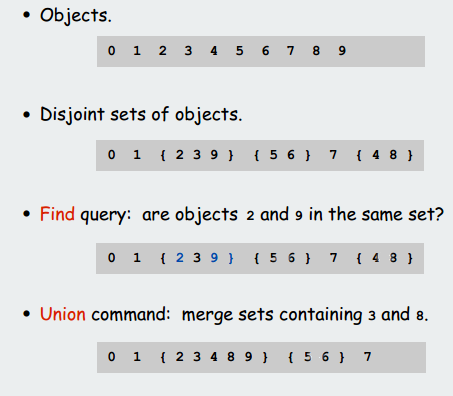 • Objects.
0 1 2 3 4 5 6 7 8 9
• Disjoint sets of objects.
0 1 { 2 3 9 } { 5 6 } 7 { 4 8 }
• Find query: are objects 2 and 9 in the same set?
0 1 { 2 3 9 } { 5 6 } 7 { 4 8 }
• Union command: merge sets containing 3 and 8.
0 1 { 2 3 4 8 9 } { 5 6 } 7